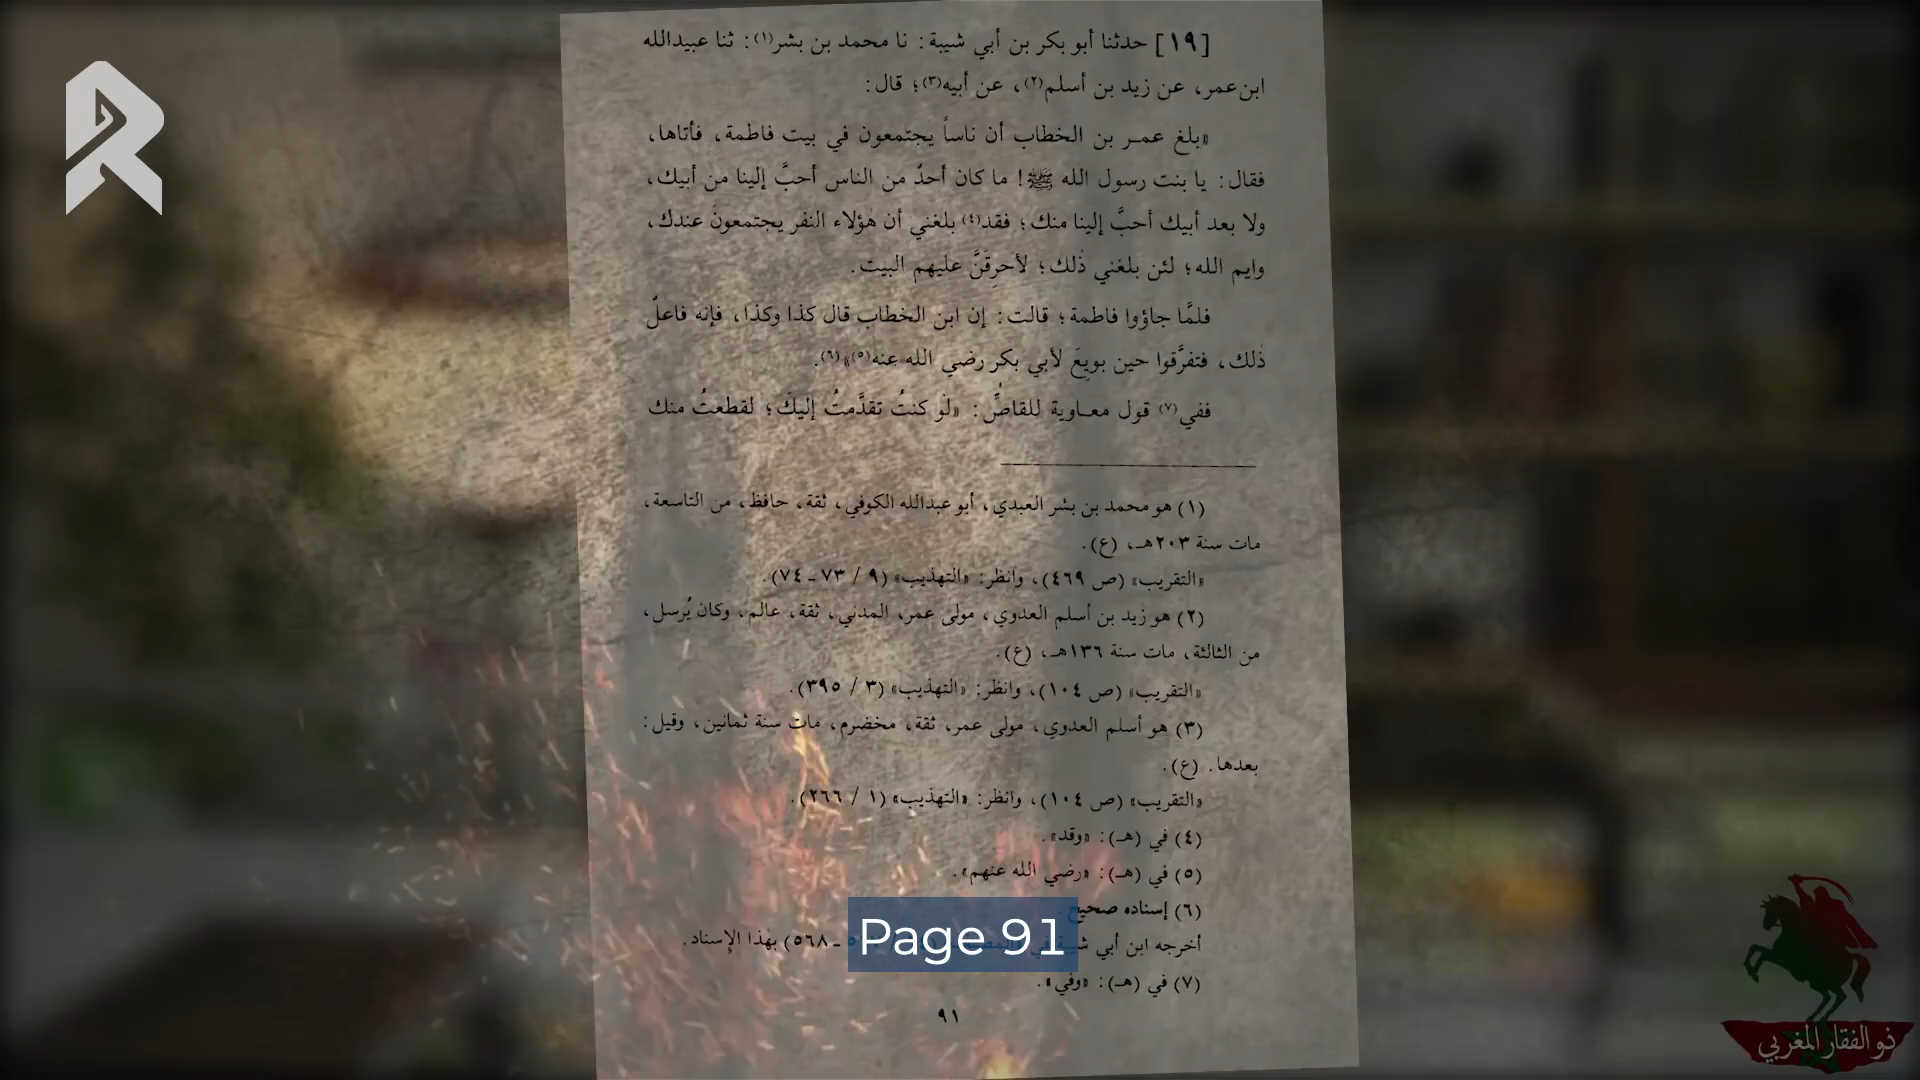 [١٩] حدثنا أبو بكر بن أبي شيبة: نا محمد بن بشر(١): ثنا عبيدالله
ابن عمر، عن زيد بن أسلم(٢)، عن أبيه(٣)؛ قال:
«بلغ عمـر بن الخطاب أن ناساً يجتمعون في بيت فاطمة، فأتاها،
فقال: يا بنت رسول الله ﷺ! ما كان أحدٌ من الناس أحبَّ إلينا من أبيك،
ولا بعد أبيك أحبَّ إلينا منك؛ فقد(٤) بلغني أن هٰؤلاء النفر يجتمعونَ عندك،
وايم الله؛ لئن بلغني ذٰلك؛ لأحرِقَنَّ عليهم البيت.
فلمَّا جاؤوا فاطمة؛ قالت: إن ابن الخطاب قال كذا وكذا، فإنه فاعلٌ
ذٰلك، فتفرَّقوا حين بويِعَ لأبي بكر رضي الله عنه(٥)»(٦).
ففي(٧) قول معـاوية للقاصِّ: «لو كنتُ تقدَّمتُ إليكَ؛ لقطعتُ منك
(١) هو محمد بن بشر العبدي، أبو عبدالله الكوفي، ثقة، حافظ، من التاسعة،
مات سنة ٢٠٣هـ، (ع).
«التقريب» (ص ٤٦٩)، وانظر: «التهذيب» (٩ / ٧٣ ـ ٧٤).
(٢) هو زيد بن أسلم العدوي، مولى عمر، المدني، ثقة، عالم، وكان يُرسل،
من الثالثة، مات سنة ١٣٦هـ، (ع).
«التقريب» (ص ١٠٤)، وانظر: «التهذيب» (٣ / ٣٩٥).
(٣) هو أسلم العدوي، مولى عمر، ثقة، مخضرم، مات سنة ثمانين، وقيل:
بعدها. (ع).
«التقريب» (ص ١٠٤)، وانظر: «التهذيب» (١ / ٢٦٦).
(٤) في (هـ): «وقد».
(٥) في (هـ): «رضي الله عنهم».
(٦) إسناده صحيح
أخرجه ابن أبي ـ ٥٦٨) بهٰذا الإسناد.
Page 91
(٧) في (هـ): «وفي».
٩١
ذو الفقار المغربي